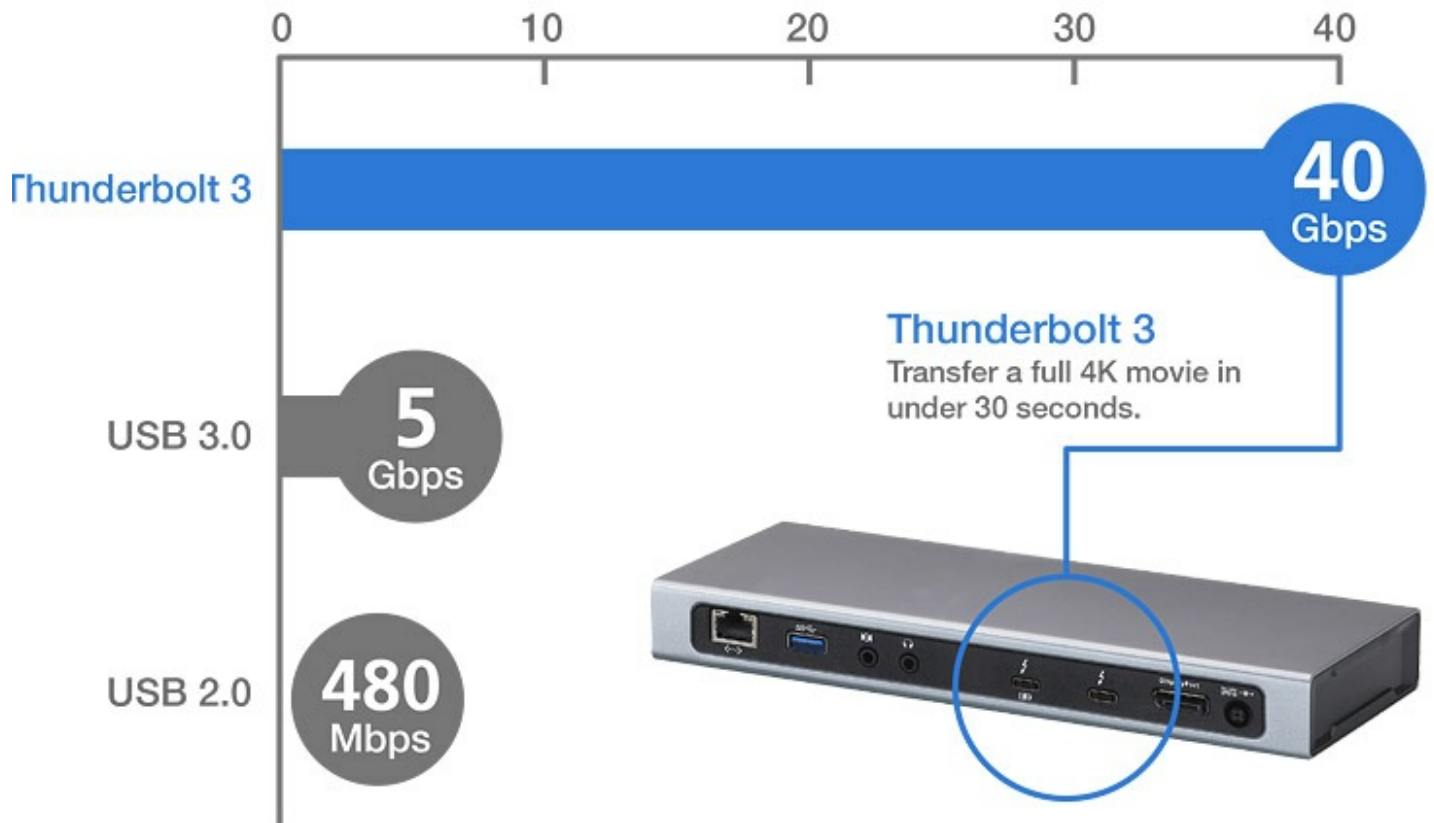 0 10 20 30 40
Thunderbolt 3
40
Gbps
Thunderbolt 3
Transfer a full 4K movie in
under 30 seconds.
USB 3.0
5
Gbps
USB 2.0
480
Mbps